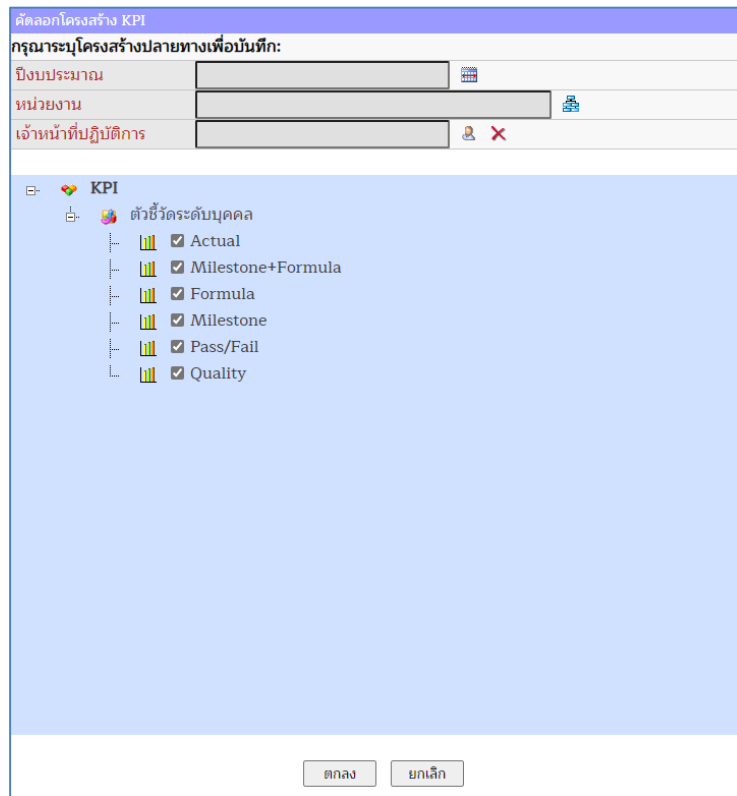 คัดลอกโครงสร้าง KPI
กรุณาระบุโครงสร้างปลายทางเพื่อบันทึก:
ปีงบประมาณ
หน่วยงาน
เจ้าหน้าที่ปฏิบัติการ
KPI
ตัวชี้วัดระดับบุคคล
Actual
Milestone+Formula
Formula
Milestone
Pass/Fail
Quality
ตกลง ยกเลิก